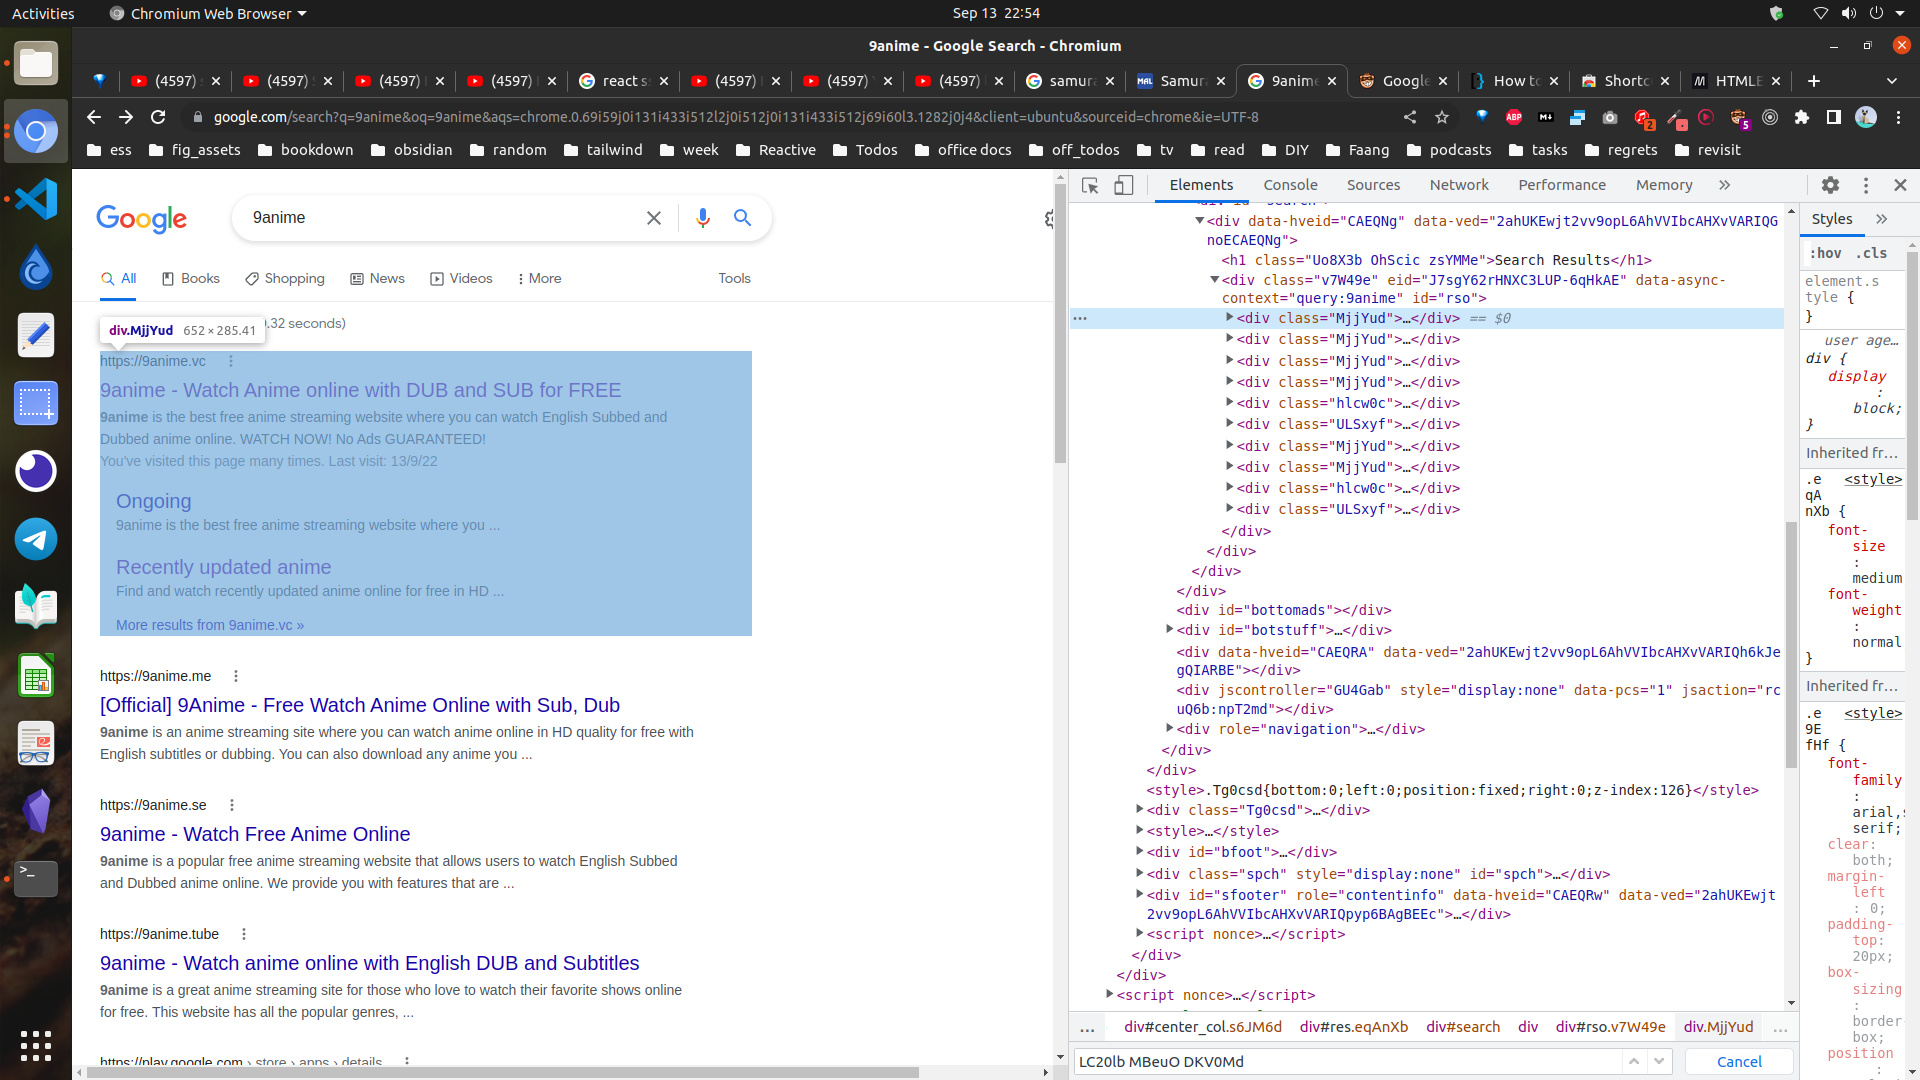 Activities
Chromium Web Browser
Sep 13 22:54
9anime - Google Search - Chromium
(4597)
(4597)
(4597)
(4597)
react s
(4597)
(4597)
(4597)
samura
Samura
9anime
Google
How to
Shortc
HTMLE
google.com/search?q=9anime&oq=9anime&aqs=chrome.0.69i59j0i131i433i512l2j0i512j0i131i433i512j69i60l3.1282j0j4&client=ubuntu&sourceid=chrome&ie=UTF-8
ess
fig_assets
bookdown
obsidian
random
tailwind
week
Reactive
Todos
office docs
off_todos
tv
read
DIY
Faang
podcasts
tasks
regrets
revisit
Google
9anime
All
Books
Shopping
News
Videos
More
Tools
.32 seconds)
div.MjjYud 652 × 285.41
https://9anime.vc
9anime - Watch Anime online with DUB and SUB for FREE
9anime is the best free anime streaming website where you can watch English Subbed and
Dubbed anime online. WATCH NOW! No Ads GUARANTEED!
You've visited this page many times. Last visit: 13/9/22
Ongoing
9anime is the best free anime streaming website where you ...
Recently updated anime
Find and watch recently updated anime online for free in HD ...
More results from 9anime.vc »
https://9anime.me
[Official] 9Anime - Free Watch Anime Online with Sub, Dub
9anime is an anime streaming site where you can watch anime online in HD quality for free with
English subtitles or dubbing. You can also download any anime you ...
https://9anime.se
9anime - Watch Free Anime Online
9anime is a popular free anime streaming website that allows users to watch English Subbed
and Dubbed anime online. We provide you with features that are ...
https://9anime.tube
9anime - Watch anime online with English DUB and Subtitles
9anime is a great anime streaming site for those who love to watch their favorite shows online
for free. This website has all the popular genres, ...
https://play.google.com › store › apps › details
Elements
Console
Sources
Network
Performance
Memory
<div data-hveid="CAEQNg" data-ved="2ahUKEwjt2vv9opL6AhVVIbcAHXvVARIQG
noECAEQNg">
<h1 class="Uo8X3b OhScic zsYMMe">Search Results</h1>
<div class="v7W49e" eid="J7sgY62rHNXC3LUP-6qHkAE" data-async-
context="query:9anime" id="rso">
<div class="MjjYud">…</div> == $0
<div class="MjjYud">…</div>
<div class="MjjYud">…</div>
<div class="MjjYud">…</div>
<div class="hlcw0c">…</div>
<div class="ULSxyf">…</div>
<div class="MjjYud">…</div>
<div class="MjjYud">…</div>
<div class="hlcw0c">…</div>
<div class="ULSxyf">…</div>
</div>
</div>
</div>
</div>
<div id="bottomads"></div>
<div id="botstuff">…</div>
<div data-hveid="CAEQRA" data-ved="2ahUKEwjt2vv9opL6AhVVIbcAHXvVARIQh6kJe
gQIARBE"></div>
<div jscontroller="GU4Gab" style="display:none" data-pcs="1" jsaction="rc
uQ6b:npT2md"></div>
<div role="navigation">…</div>
</div>
</div>
<style>.Tg0csd{bottom:0;left:0;position:fixed;right:0;z-index:126}</style>
<div class="Tg0csd">…</div>
<style>…</style>
<div id="bfoot">…</div>
<div class="spch" style="display:none" id="spch">…</div>
<div id="sfooter" role="contentinfo" data-hveid="CAEQRw" data-ved="2ahUKEwjt
2vv9opL6AhVVIbcAHXvVARIQpyp6BAgBEEc">…</div>
<script nonce>…</script>
</div>
</div>
<script nonce>…</script>
... div#center_col.s6JM6d div#res.eqAnXb div#search div div#rso.v7W49e div.MjjYud ...
LC20lb MBeuO DKV0Md
Cancel
Styles
:hov .cls
element.s
tyle {
}
user age…
div {
display
:
block;
}
Inherited fr…
.e <style>
qA
nXb {
font-
size
:
medium
font-
weight
:
normal
}
Inherited fr…
.e <style>
9E
fHf {
font-
family
:
arial,s
serif;
clear:
both;
margin-
left
: 0;
padding-
top:
20px;
box-
sizing
:
border-
box;
position
: